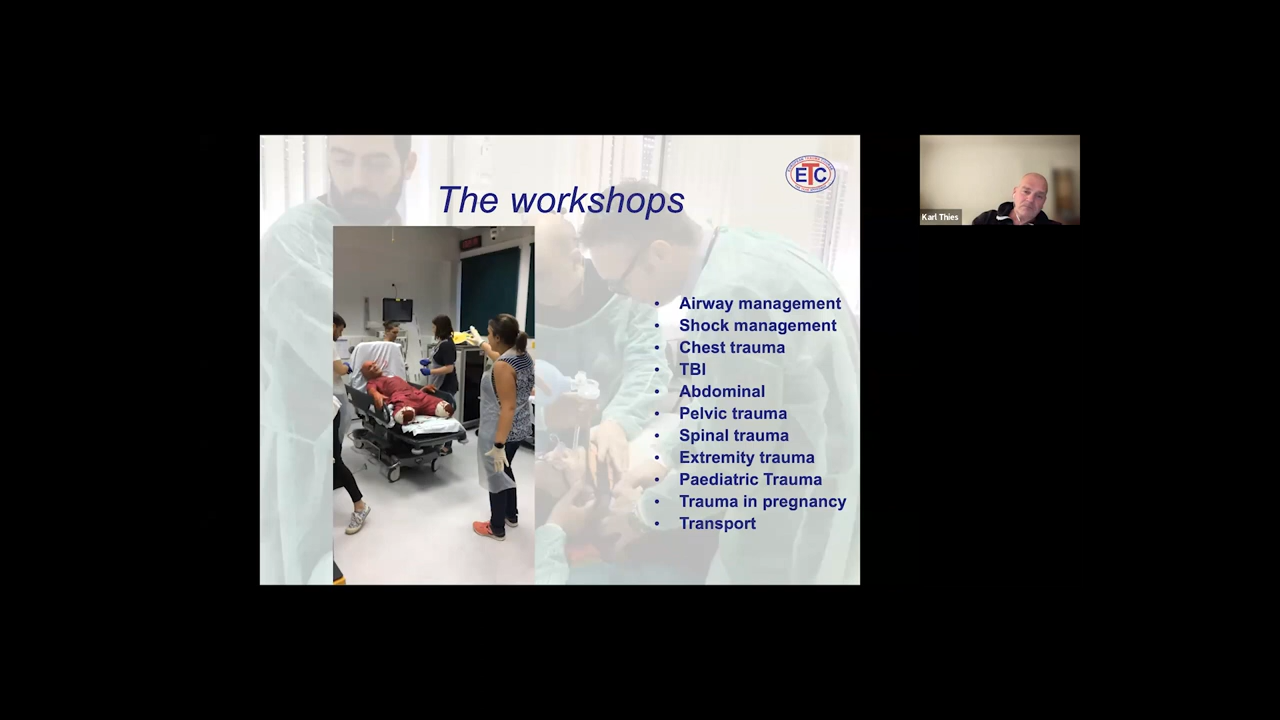 The workshops
ETC
Karl Thies
• Airway management
• Shock management
• Chest trauma
• TBI
• Abdominal
• Pelvic trauma
• Spinal trauma
• Extremity trauma
• Paediatric Trauma
• Trauma in pregnancy
• Transport